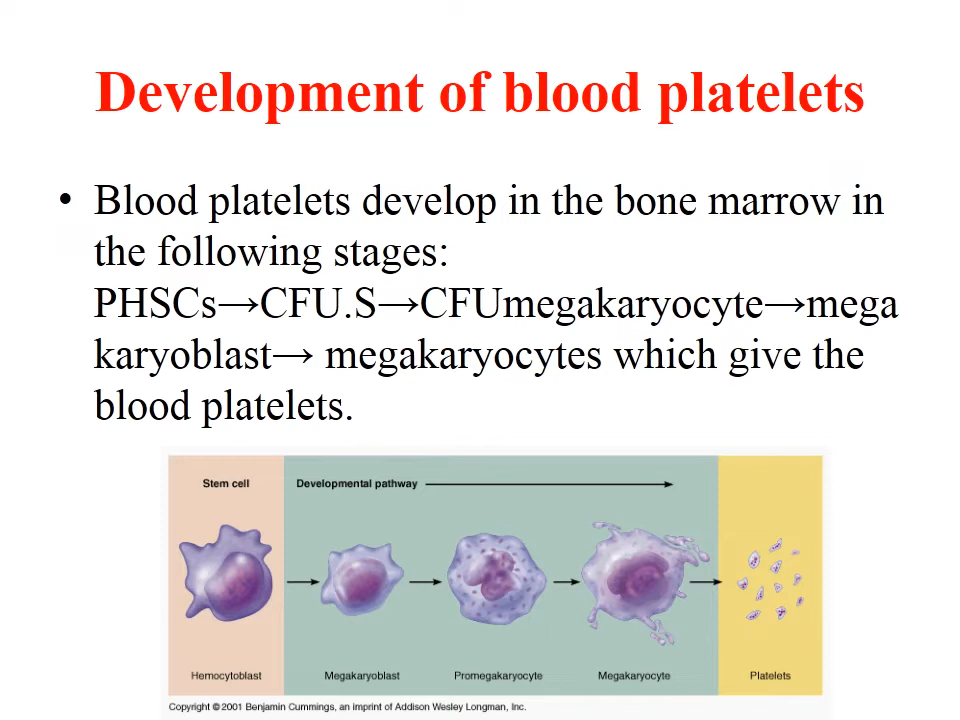 Development of blood platelets
• Blood platelets develop in the bone marrow in
the following stages:
PHSCs→CFU.S→CFUmegakaryocyte→mega
karyoblast→ megakaryocytes which give the
blood platelets.
Stem cell
Developmental pathway
Hemocytoblast
Megakaryoblast
Promegakaryocyte
Megakaryocyte
Platelets
Copyright © 2001 Benjamin Cummings, an imprint of Addison Wesley Longman, Inc.